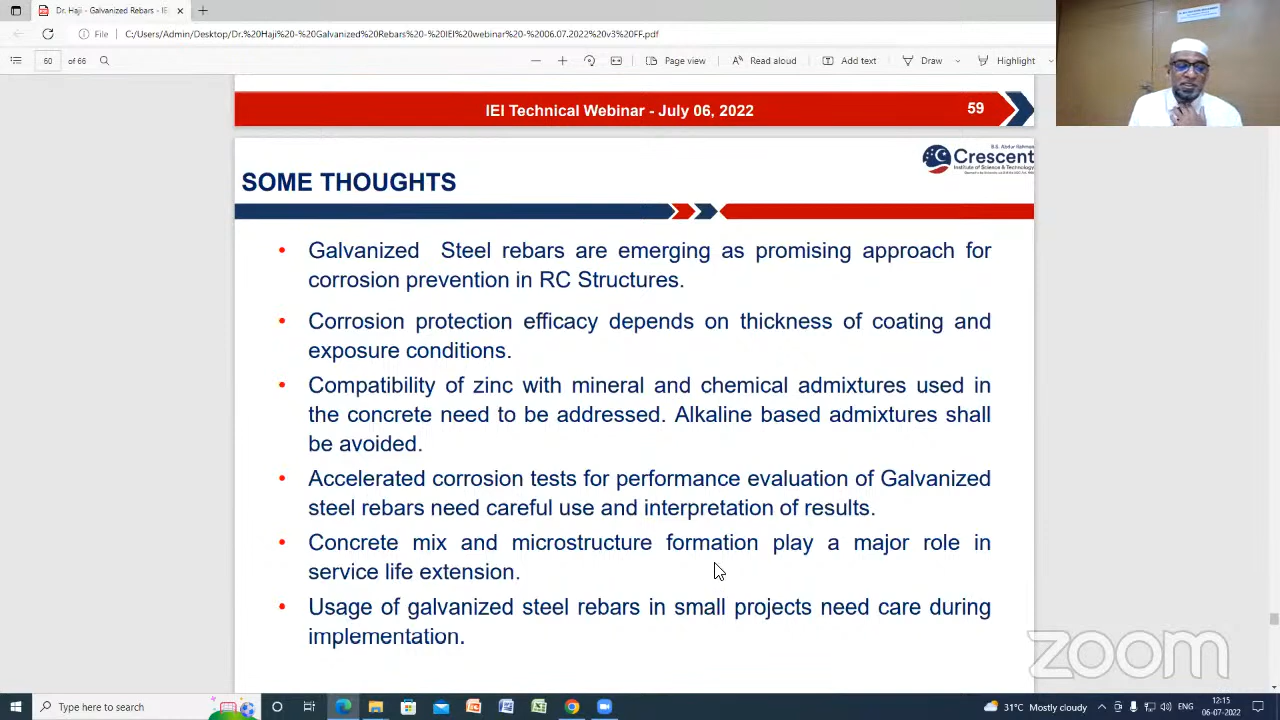 Dr. Haji - Galvanized Rebars - IEI
File
C:/Users/Admin/Desktop/Dr.%20Haji%20-%20Galvanized%20Rebars%20-%20IEI%20webinar%20-%2006.07.2022%20v3%20FF.pdf
60 of 66
Page view
Read aloud
Add text
Draw
Highlight
IEI Technical Webinar - July 06, 2022
59
Crescent
Institute of Science & Technology
SOME THOUGHTS
• Galvanized Steel rebars are emerging as promising approach for
corrosion prevention in RC Structures.
• Corrosion protection efficacy depends on thickness of coating and
exposure conditions.
• Compatibility of zinc with mineral and chemical admixtures used in
the concrete need to be addressed. Alkaline based admixtures shall
be avoided.
• Accelerated corrosion tests for performance evaluation of Galvanized
steel rebars need careful use and interpretation of results.
• Concrete mix and microstructure formation play a major role in
service life extension.
• Usage of galvanized steel rebars in small projects need care during
implementation.
zoom
Type here to search
31°C Mostly cloudy
ENG
12:15
06-07-2022